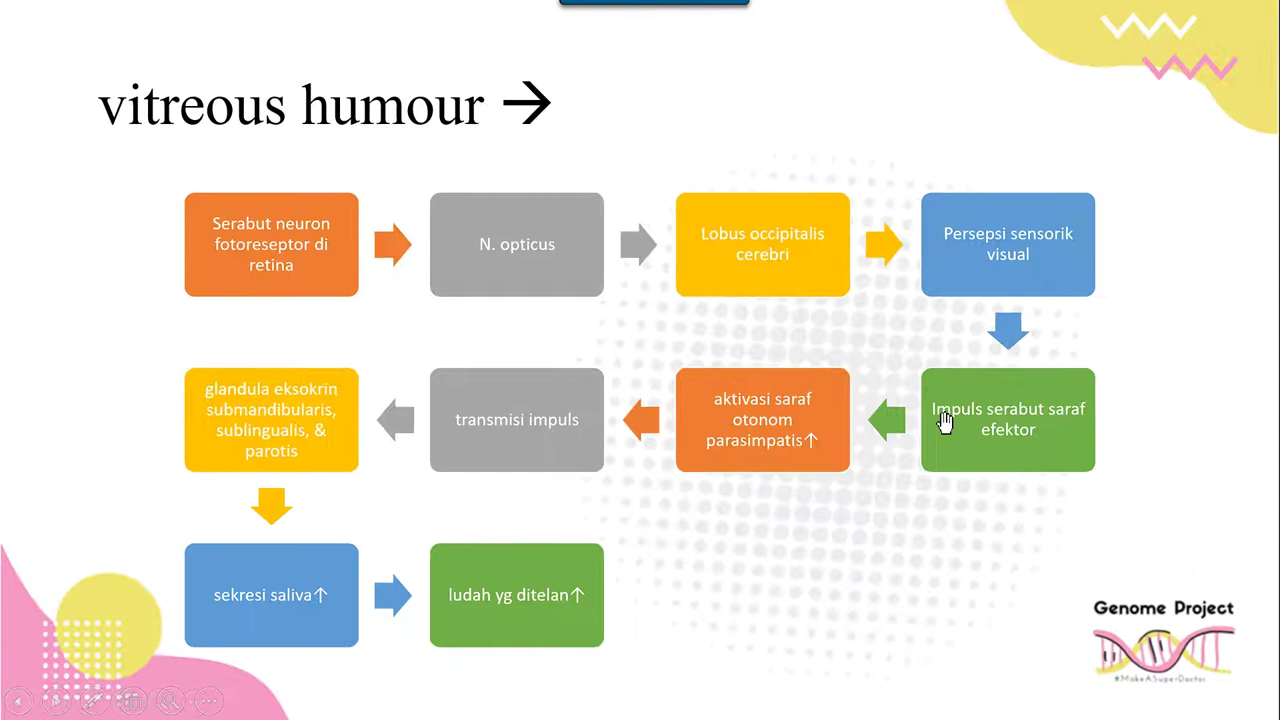 vitreous humour →
Serabut neuron
fotoreseptor di
retina
N. opticus
Lobus occipitalis
cerebri
Persepsi sensorik
visual
Impuls serabut saraf
efektor
aktivasi saraf
otonom
parasimpatis↑
transmisi impuls
glandula eksokrin
submandibularis,
sublingualis, &
parotis
sekresi saliva↑
ludah yg ditelan↑
Genome Project
#MakeASuperDoctor